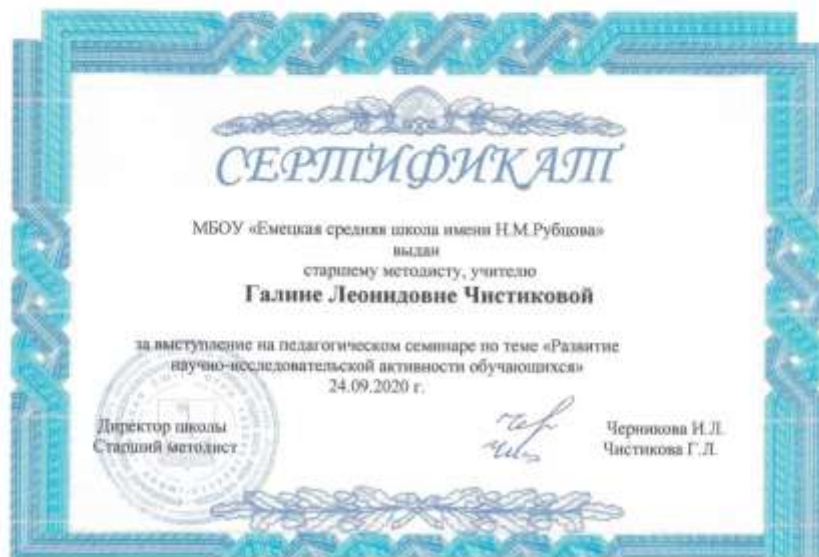 СЕРТИФИКАТ
МБОУ «Емецкая средняя школа имени Н.М.Рубцова»
выдан
старшему методисту, учителю
Галине Леонидовне Чистиковой
за выступление на педагогическом семинаре по теме «Развитие
научно-исследовательской активности обучающихся»
24.09.2020 г.
Директор школы Черникова И.Л.
Старший методист Чистикова Г.Л.